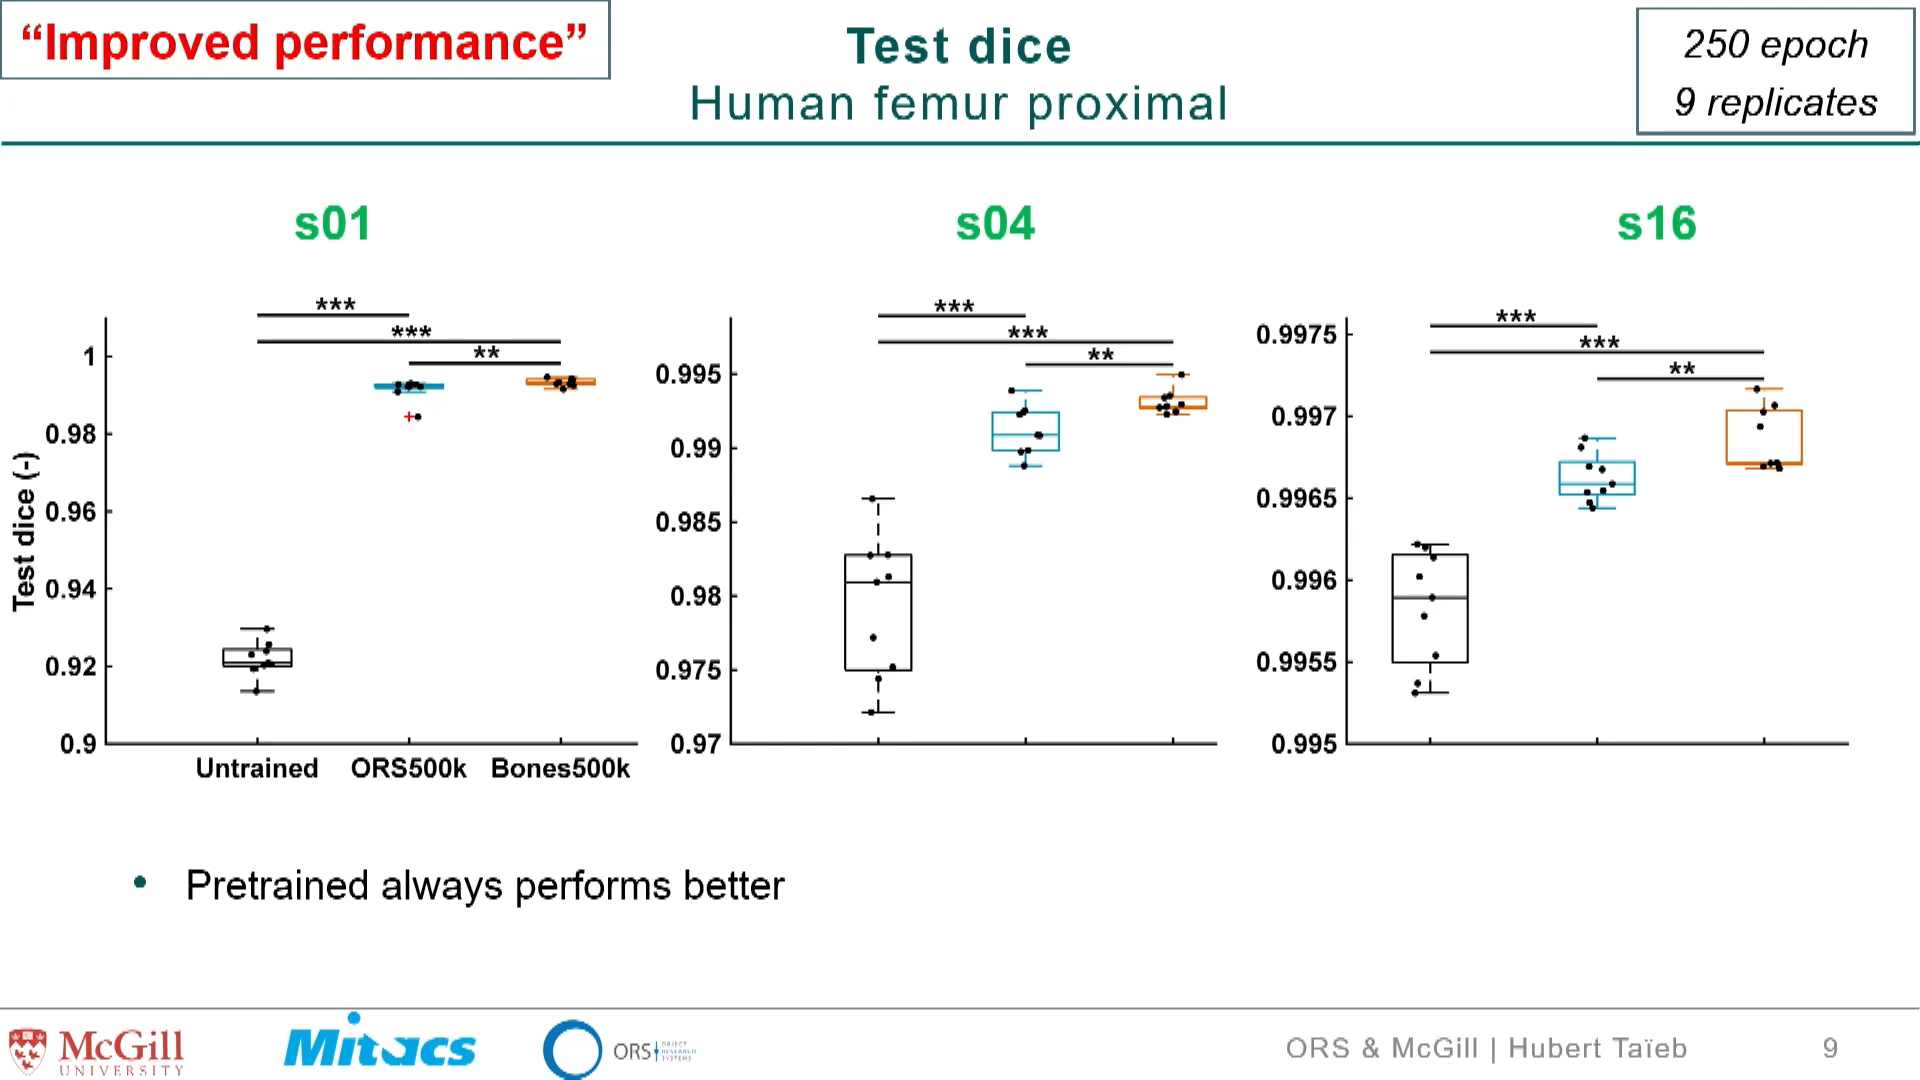 “Improved performance”
Test dice
Human femur proximal
250 epoch
9 replicates
s01
s04
s16
***
***
**
1
0.98
0.96
0.94
0.92
0.9
Test dice (-)
Untrained
ORS500k
Bones500k
***
***
**
0.995
0.99
0.985
0.98
0.975
0.97
***
***
**
0.9975
0.997
0.9965
0.996
0.9955
0.995
• Pretrained always performs better
McGill
UNIVERSITY
Mitacs
ORS
OBJECT
RESEARCH
SYSTEMS
ORS & McGill | Hubert Taïeb
9